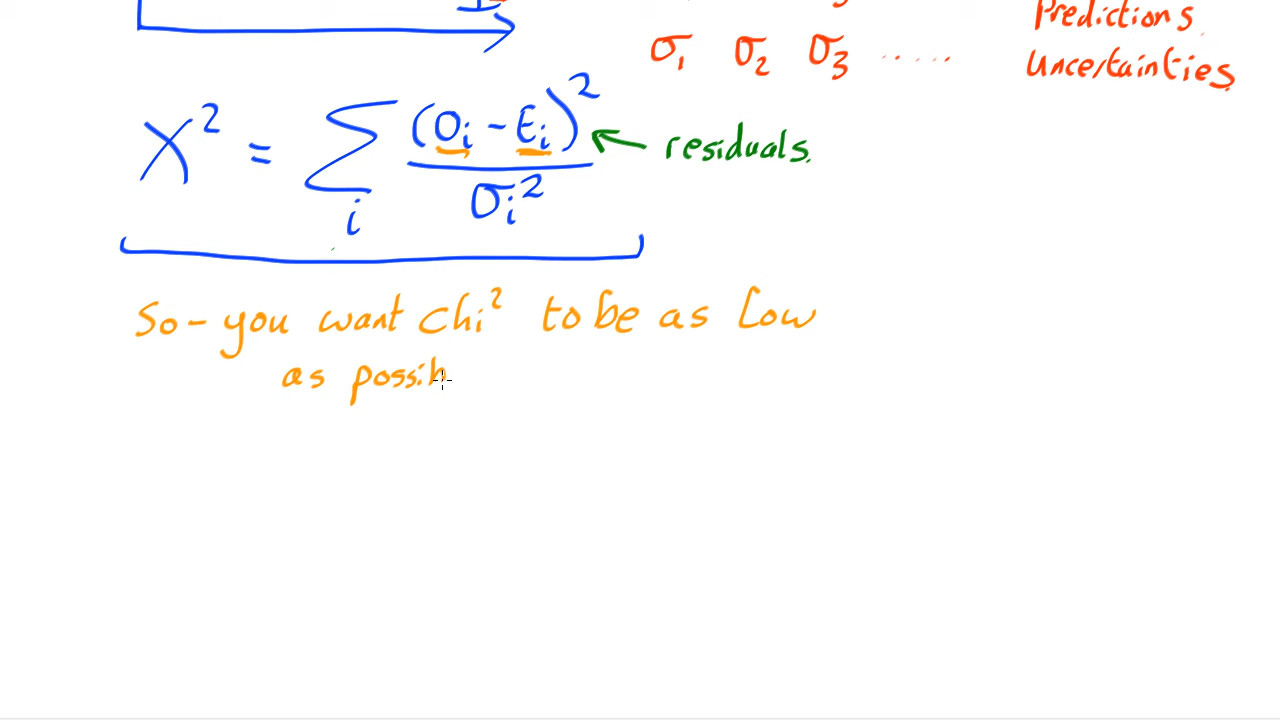 Predictions
σ₁ σ₂ σ₃ ..... Uncertainties
X² = Σᵢ (Oᵢ - Eᵢ)² / σᵢ² ← residuals.
So - you want chi² to be as low
as possib